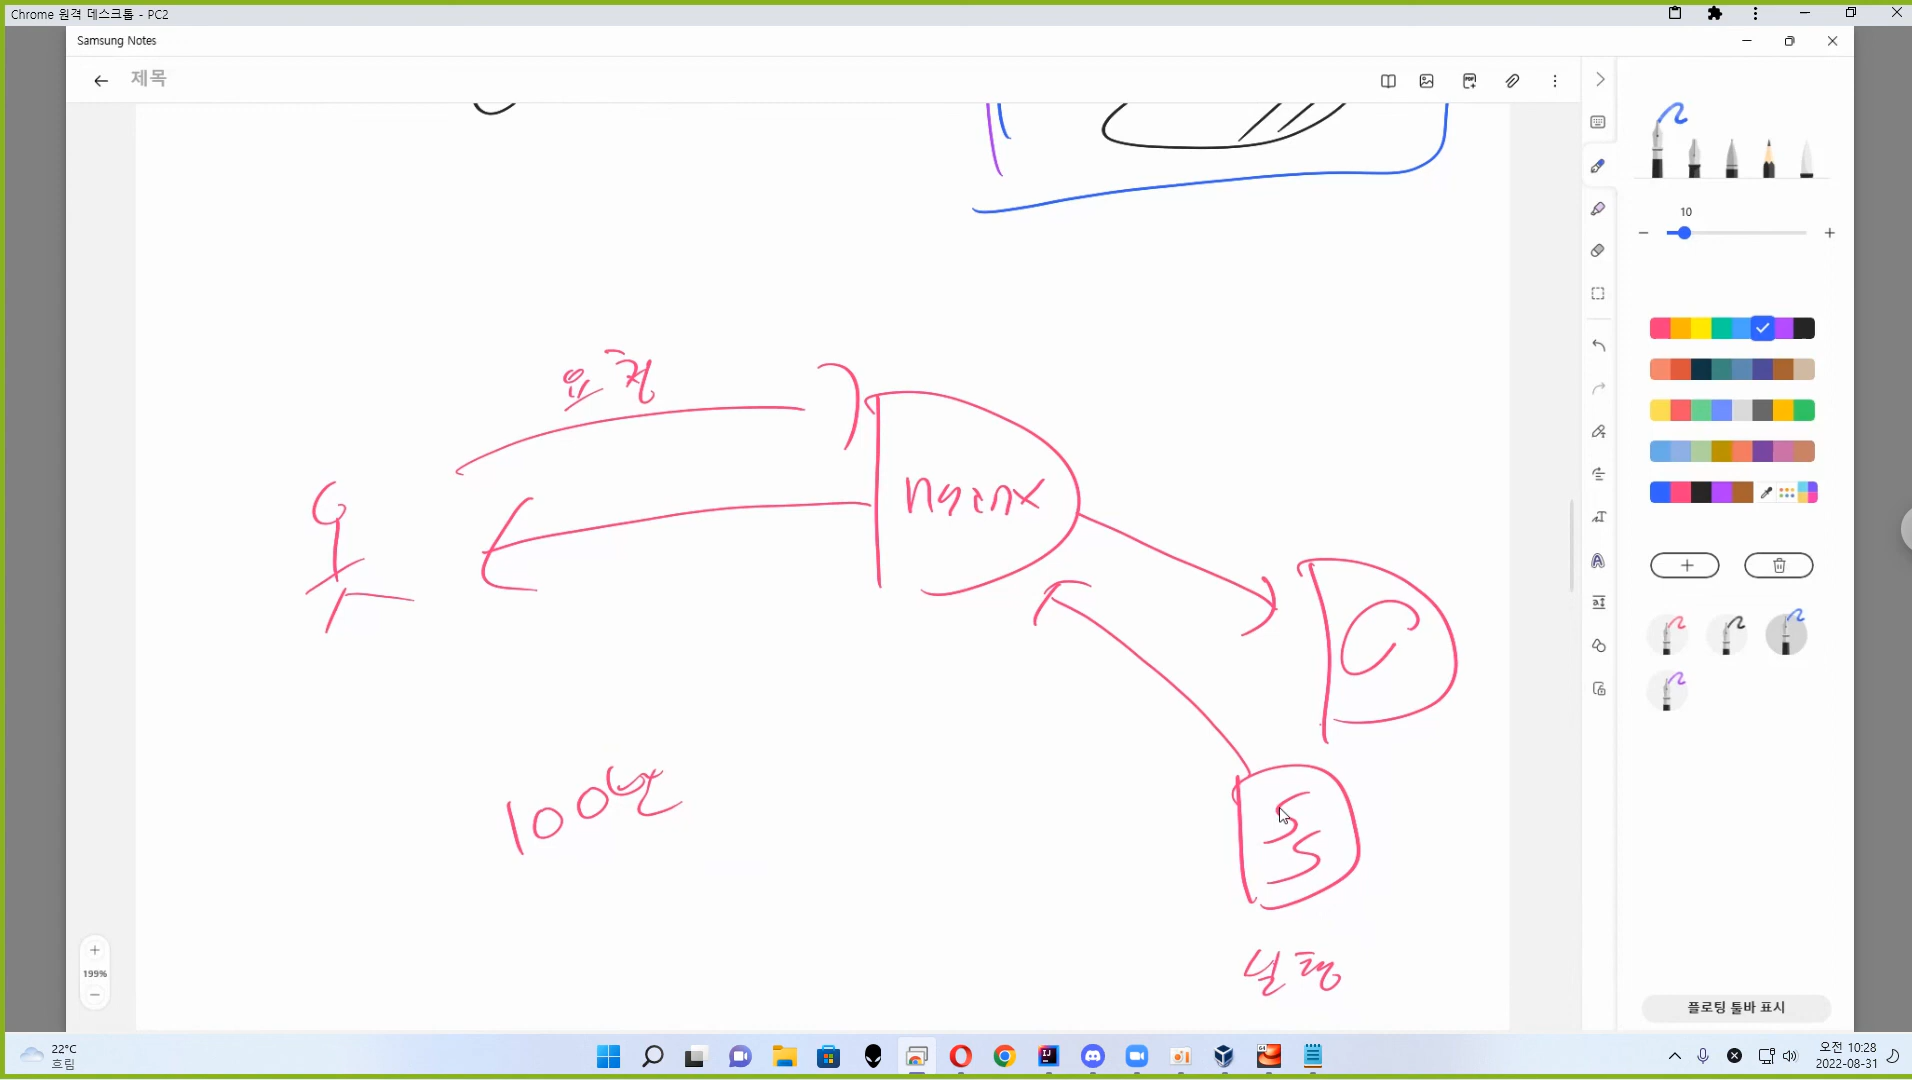 Chrome 원격 데스크톱 - PC2
Samsung Notes
제목
10
요청
nginx
100번
199%
플로팅 툴바 표시
22°C
흐림
오전 10:28
2022-08-31